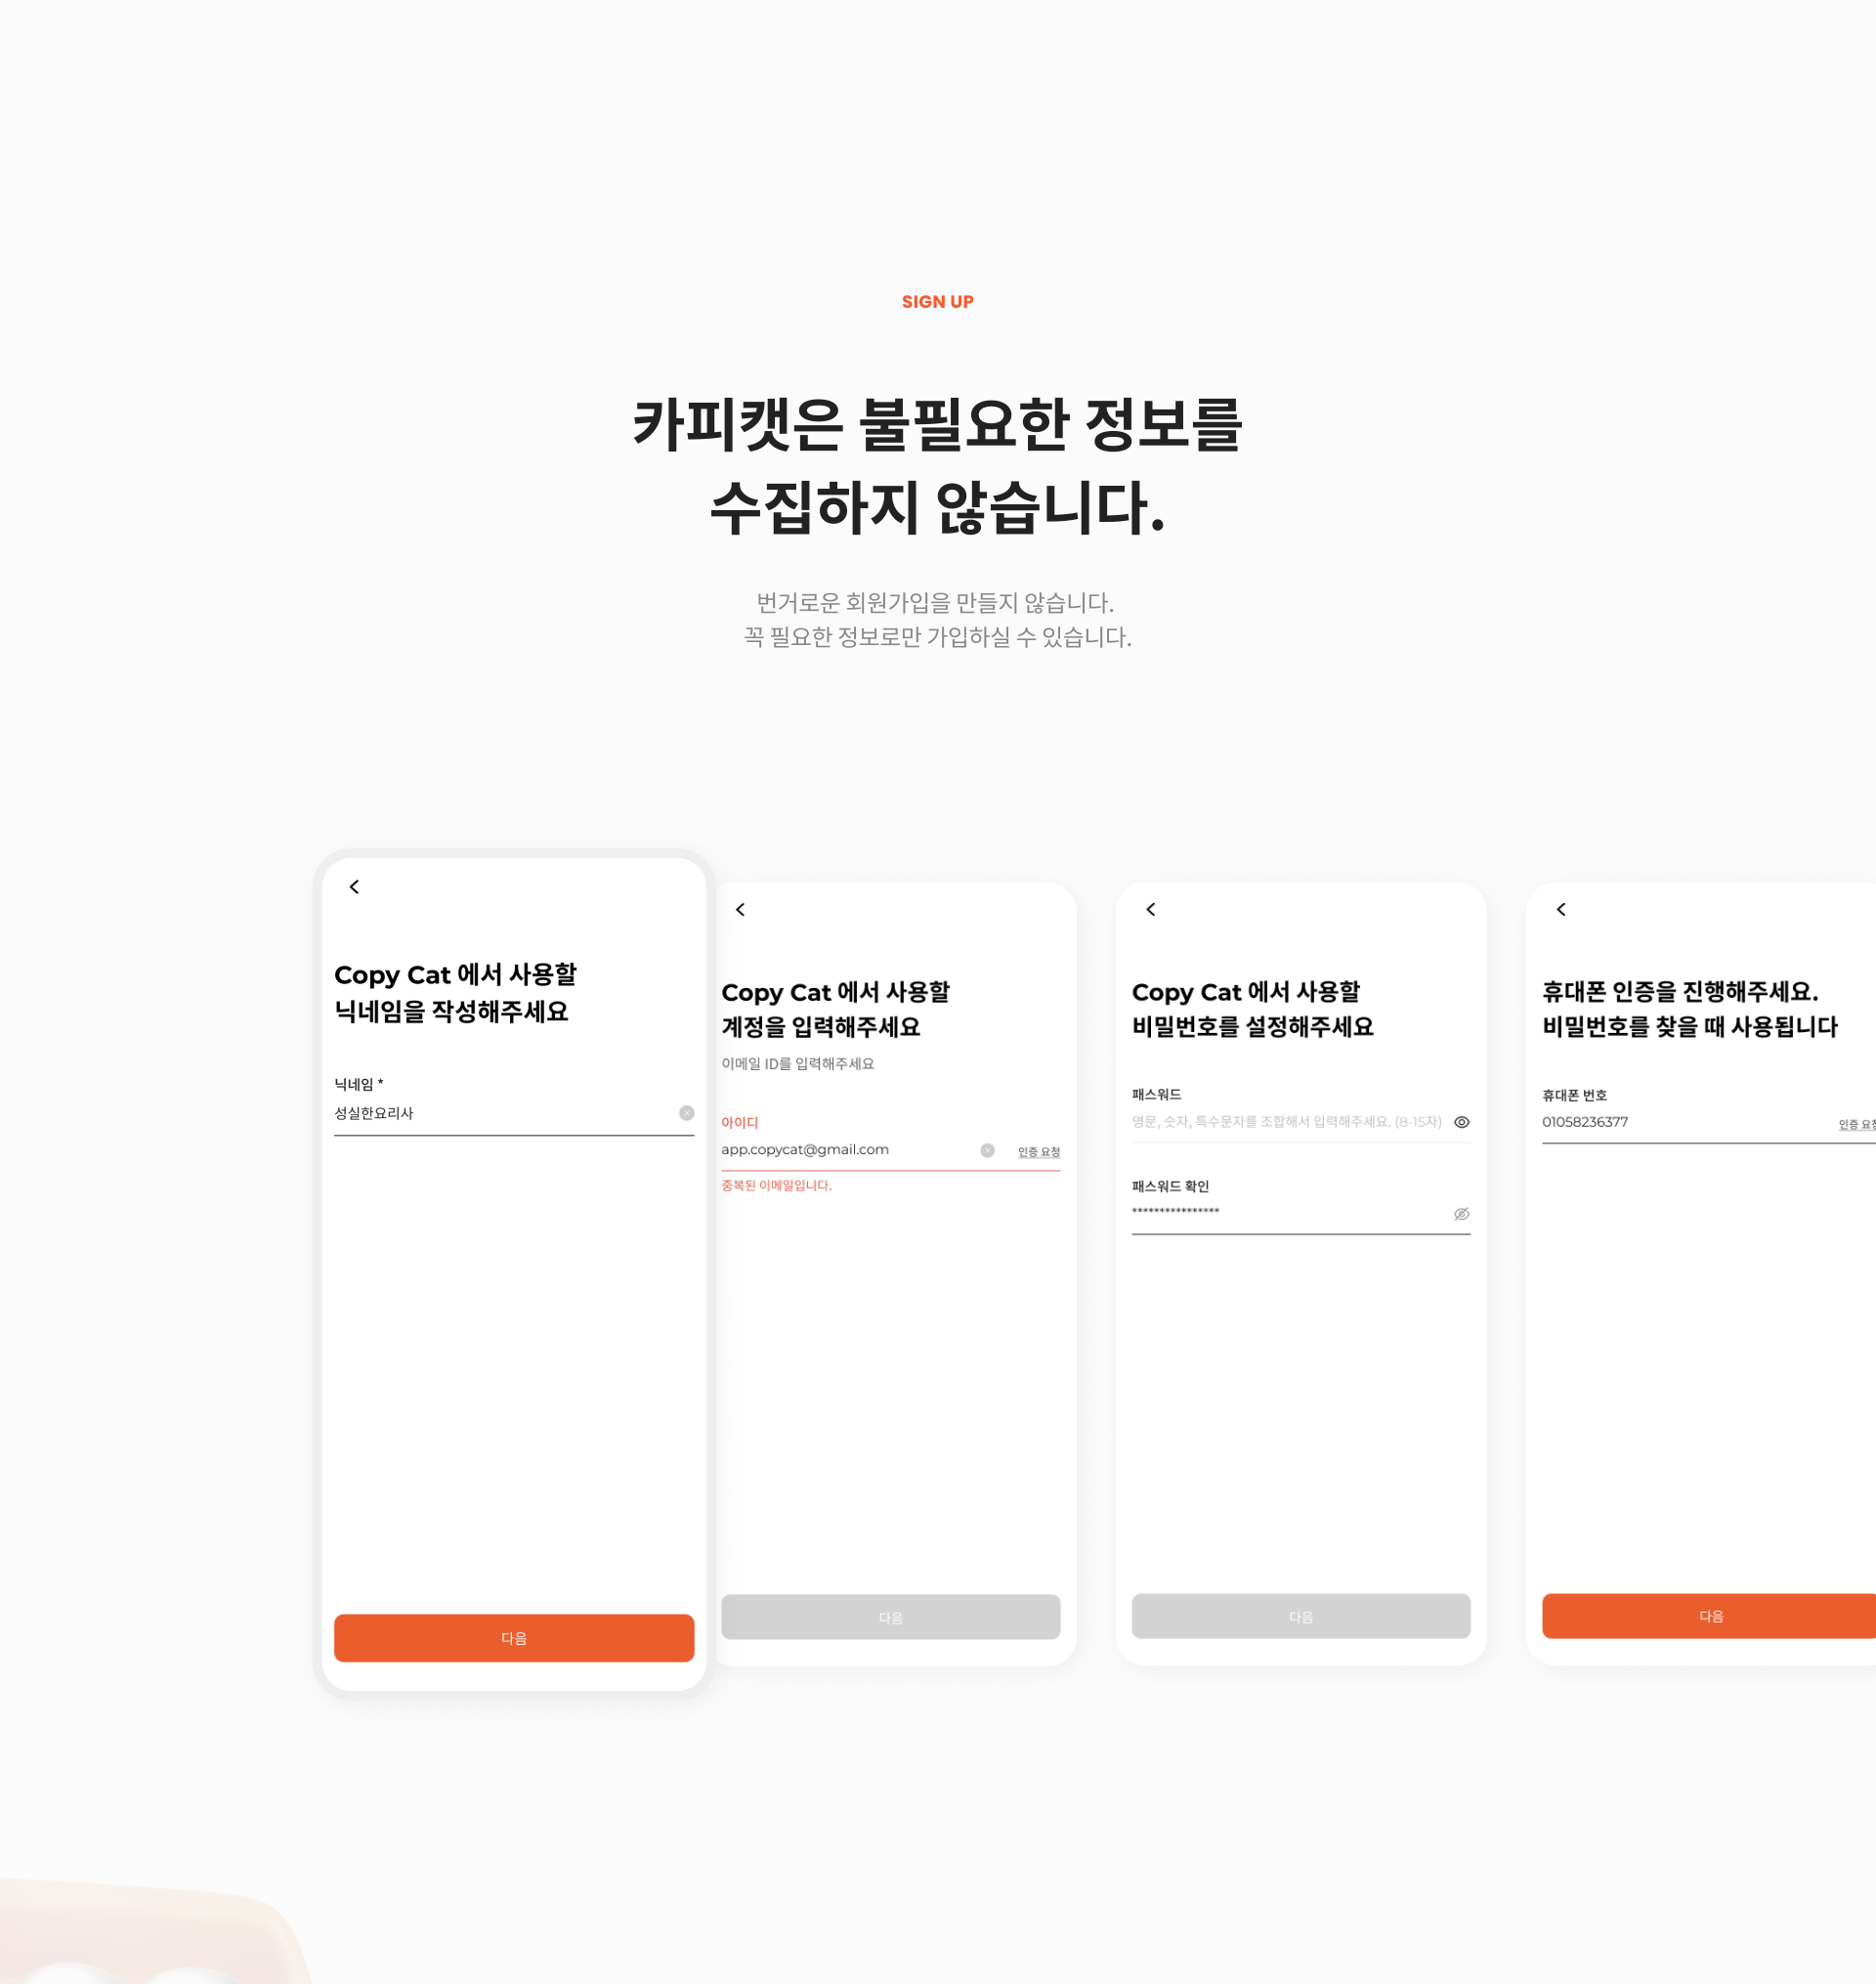 SIGN UP
카피캣은 불필요한 정보를
수집하지 않습니다.
번거로운 회원가입을 만들지 않습니다.
꼭 필요한 정보로만 가입하실 수 있습니다.
Copy Cat 에서 사용할
닉네임을 작성해주세요
닉네임 *
성실한요리사
다음
Copy Cat 에서 사용할
계정을 입력해주세요
이메일 ID를 입력해주세요
아이디
app.copycat@gmail.com
인증 요청
중복된 이메일입니다.
다음
Copy Cat 에서 사용할
비밀번호를 설정해주세요
패스워드
영문, 숫자, 특수문자를 조합해서 입력해주세요. (8-15자)
패스워드 확인
****************
다음
휴대폰 인증을 진행해주세요.
비밀번호를 찾을 때 사용됩니다
휴대폰 번호
01058236377
인증 요청
다음